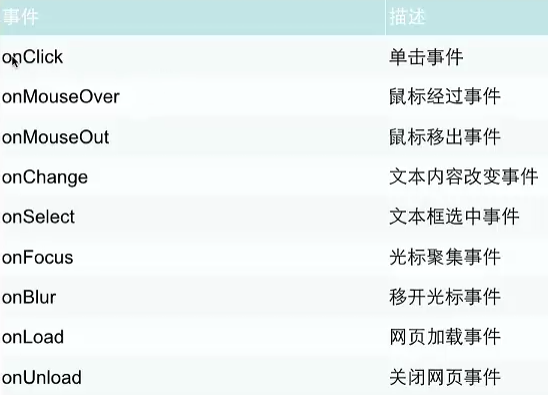 事件 描述
onClick 单击事件
onMouseOver 鼠标经过事件
onMouseOut 鼠标移出事件
onChange 文本内容改变事件
onSelect 文本框选中事件
onFocus 光标聚集事件
onBlur 移开光标事件
onLoad 网页加载事件
onUnload 关闭网页事件